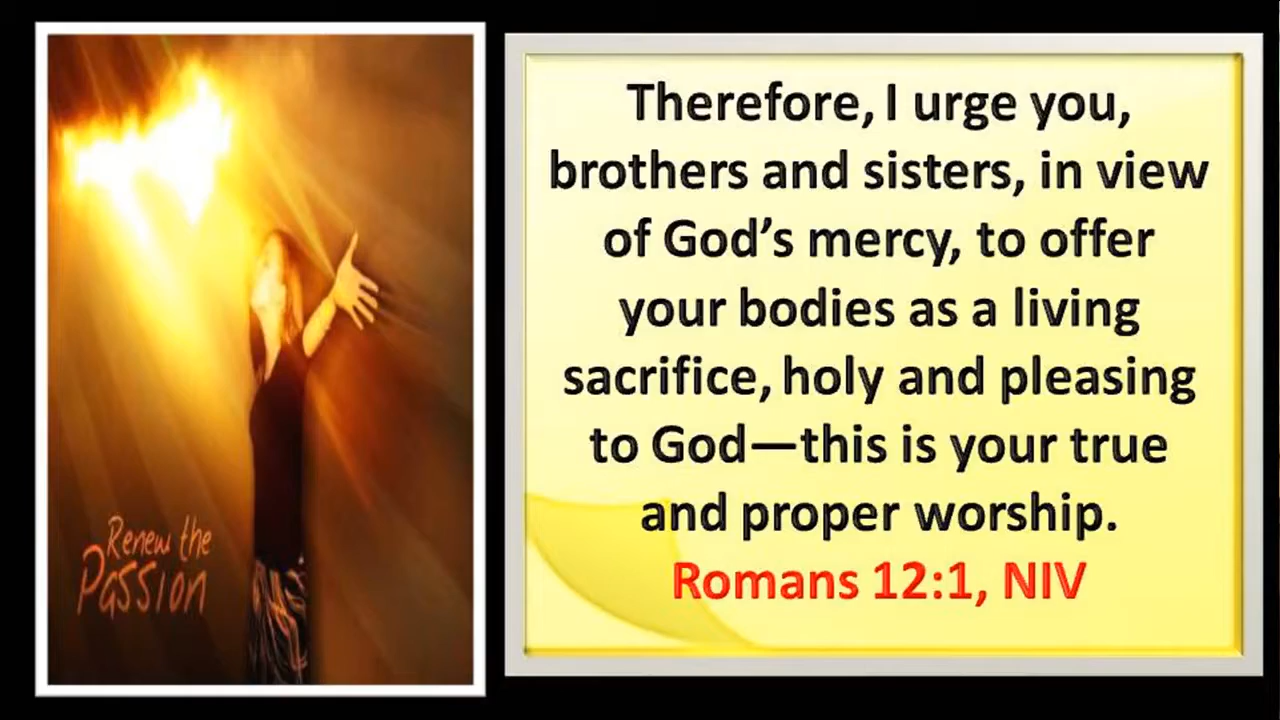 Renew the
Passion
Therefore, I urge you,
brothers and sisters, in view
of God’s mercy, to offer
your bodies as a living
sacrifice, holy and pleasing
to God—this is your true
and proper worship.
Romans 12:1, NIV